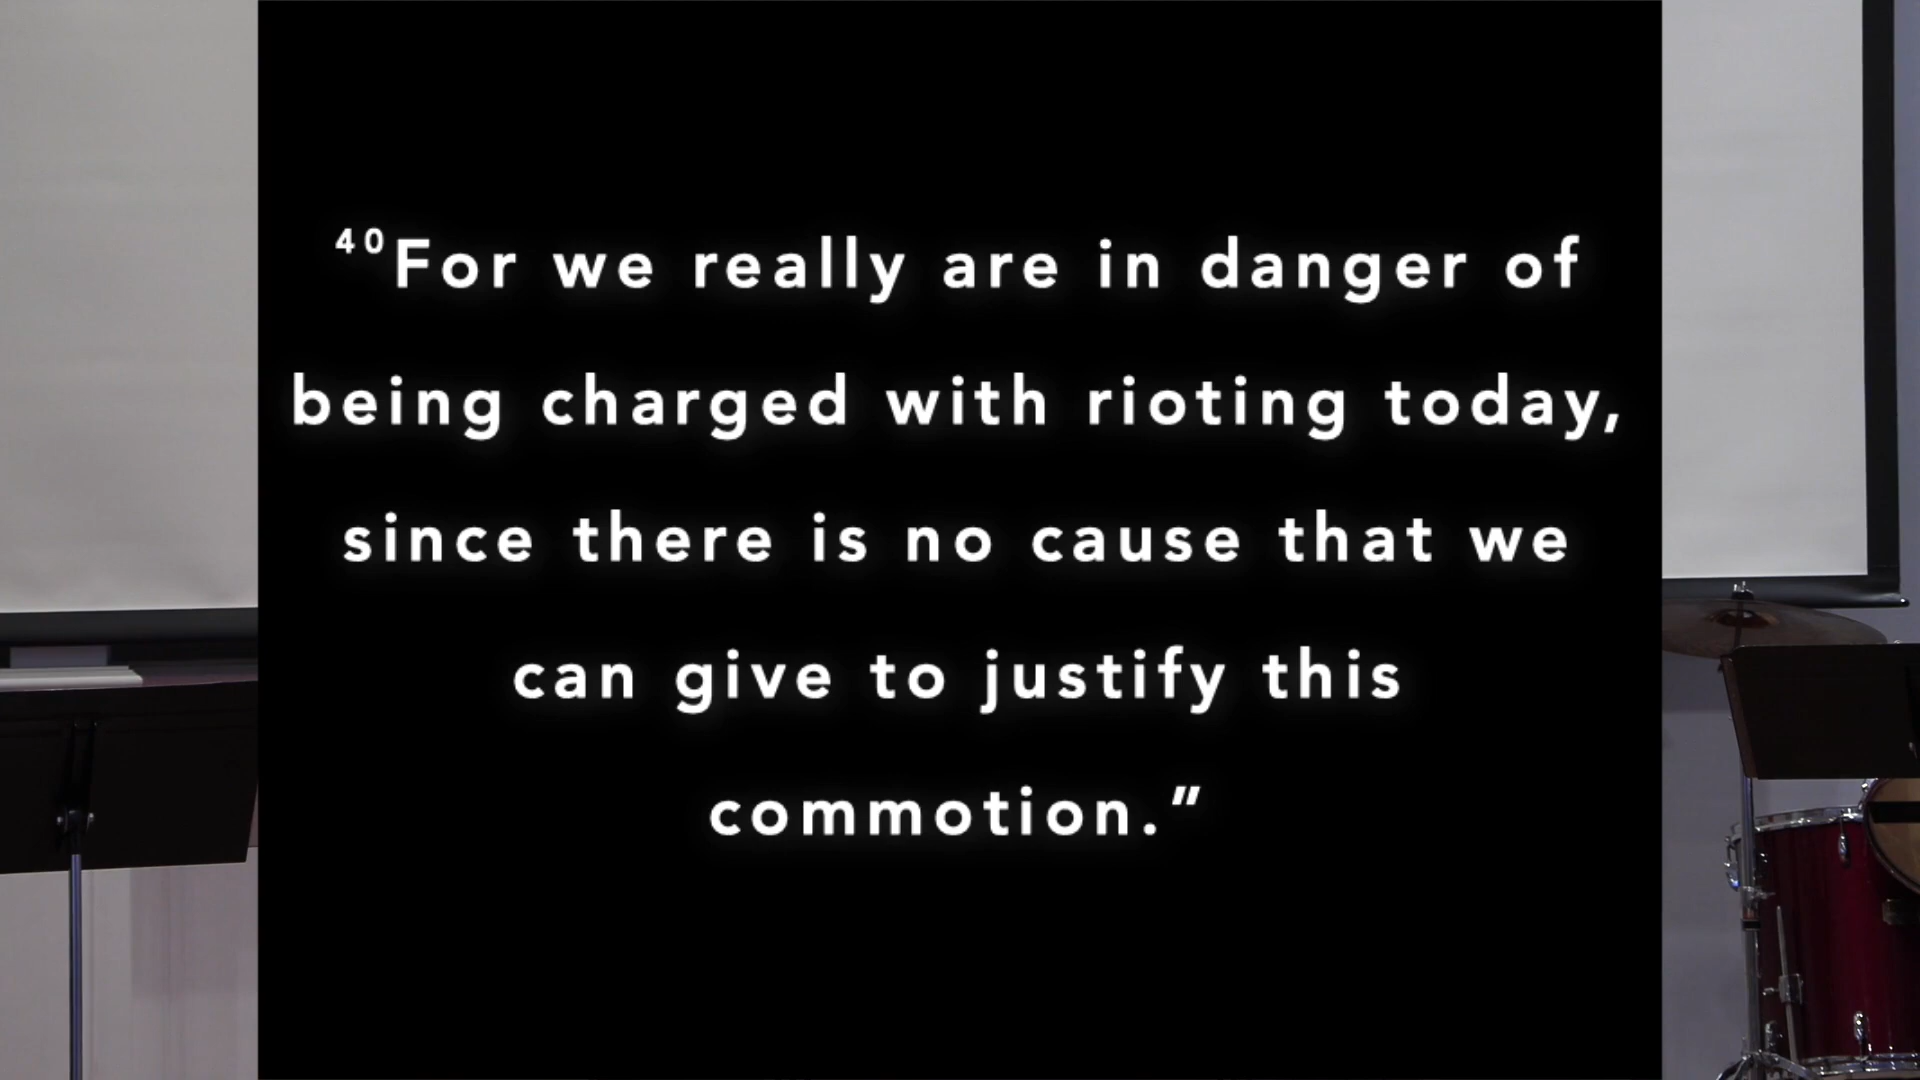 ⁴⁰For we really are in danger of
being charged with rioting today,
since there is no cause that we
can give to justify this
commotion.”